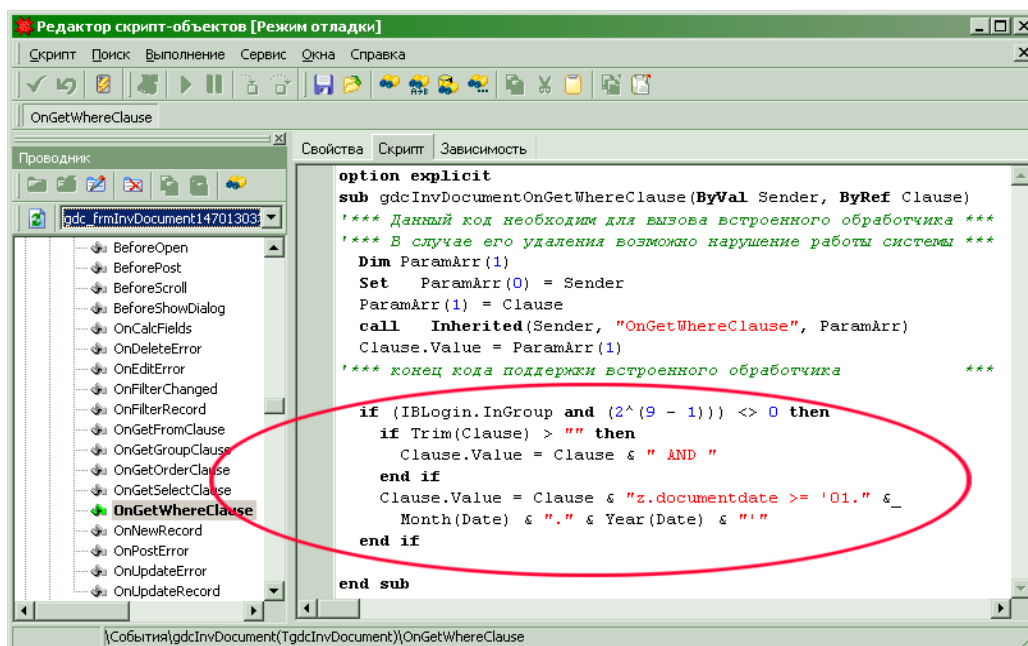 Редактор скрипт-объектов [Режим отладки]
Скрипт Поиск Выполнение Сервис Окна Справка
OnGetWhereClause
Проводник
gdc_frmInvDocument14701303
BeforeOpen
BeforePost
BeforeScroll
BeforeShowDialog
OnCalcFields
OnDeleteError
OnEditError
OnFilterChanged
OnFilterRecord
OnGetFromClause
OnGetGroupClause
OnGetOrderClause
OnGetSelectClause
OnGetWhereClause
OnNewRecord
OnPostError
OnUpdateError
OnUpdateRecord
Свойства Скрипт Зависимость
option explicit
sub gdcInvDocumentOnGetWhereClause(ByVal Sender, ByRef Clause)
'*** Данный код необходим для вызова встроенного обработчика ***
'*** В случае его удаления возможно нарушение работы системы ***
Dim ParamArr(1)
Set ParamArr(0) = Sender
ParamArr(1) = Clause
call Inherited(Sender, "OnGetWhereClause", ParamArr)
Clause.Value = ParamArr(1)
'*** конец кода поддержки встроенного обработчика ***
if (IBLogin.InGroup and (2^(9 - 1))) <> 0 then
if Trim(Clause) > "" then
Clause.Value = Clause & " AND "
end if
Clause.Value = Clause & "z.documentdate >= '01." &_
Month(Date) & "." & Year(Date) & "'"
end if
end sub
\События\gdcInvDocument(TgdcInvDocument)\OnGetWhereClause